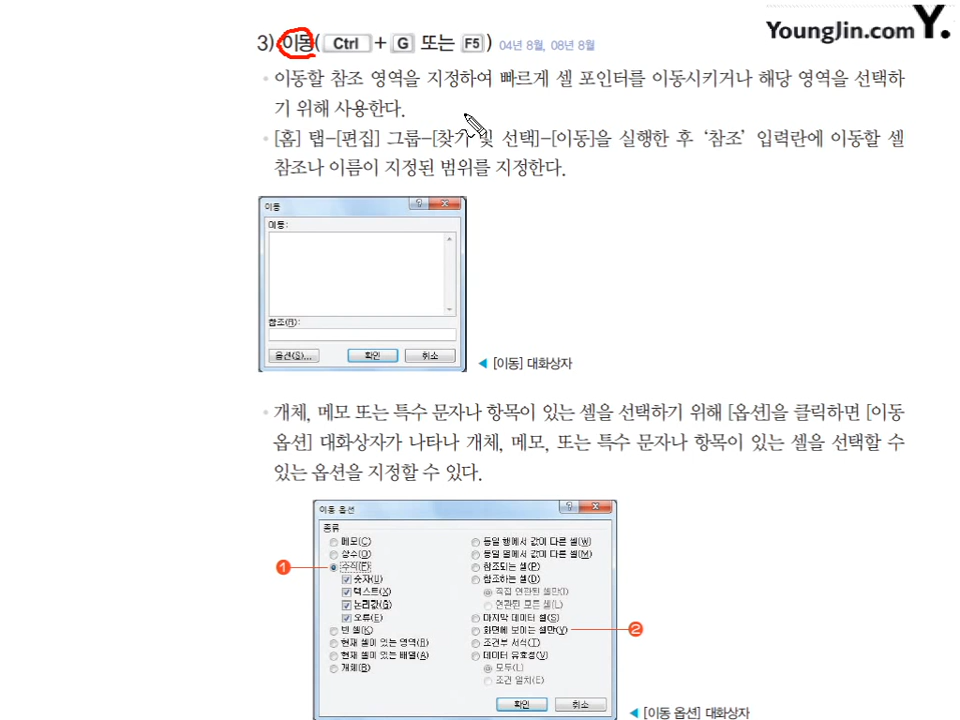 YoungJin.com Y.
3) 이동( Ctrl + G 또는 F5 ) 04년 8월, 08년 8월
• 이동할 참조 영역을 지정하여 빠르게 셀 포인터를 이동시키거나 해당 영역을 선택하
기 위해 사용한다.
• [홈] 탭-[편집] 그룹-[찾기 및 선택]-[이동]을 실행한 후 ‘참조’ 입력란에 이동할 셀
참조나 이름이 지정된 범위를 지정한다.
이동
이동:
참조(R):
옵션(S)... 확인 취소
◀ [이동] 대화상자
• 개체, 메모 또는 특수 문자나 항목이 있는 셀을 선택하기 위해 [옵션]을 클릭하면 [이동
옵션] 대화상자가 나타나 개체, 메모, 또는 특수 문자나 항목이 있는 셀을 선택할 수
있는 옵션을 지정할 수 있다.
이동 옵션
종류
메모(C) 동일 행에서 값이 다른 셀(W)
상수(O) 동일 열에서 값이 다른 셀(M)
1 수식(F) 참조되는 셀(P)
숫자(U) 참조하는 셀(D)
텍스트(X) 직접 연관된 셀만(I)
논리값(G) 연관된 모든 셀(L)
오류(E) 마지막 데이터 셀(S)
빈 셀(K) 화면에 보이는 셀만(Y) 2
현재 셀이 있는 영역(R) 조건부 서식(T)
현재 셀이 있는 배열(A) 데이터 유효성(V)
개체(B) 모두(L)
조건 일치(E)
확인 취소
◀ [이동 옵션] 대화상자